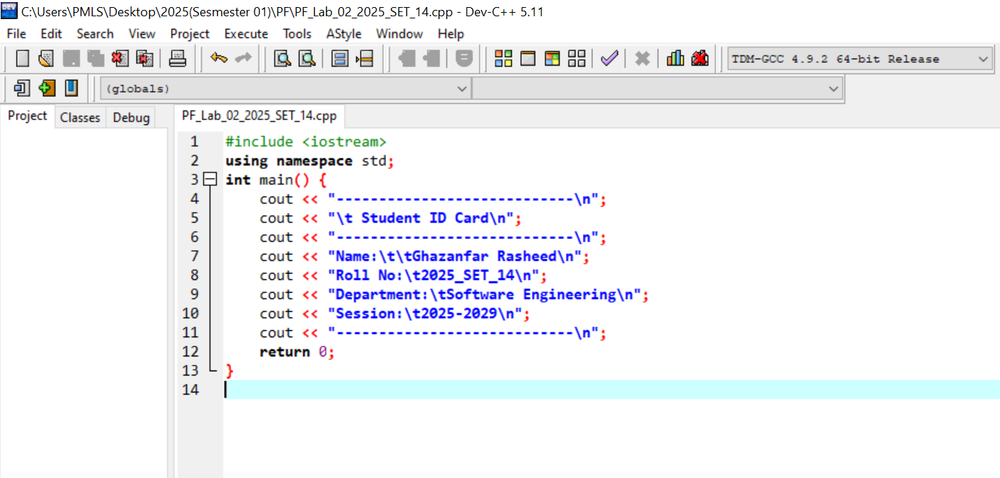 C:\Users\PMLS\Desktop\2025(Sesmester 01)\PF\PF_Lab_02_2025_SET_14.cpp - Dev-C++ 5.11
File Edit Search View Project Execute Tools AStyle Window Help
TDM-GCC 4.9.2 64-bit Release
(globals)
Project Classes Debug PF_Lab_02_2025_SET_14.cpp
1 #include <iostream>
2 using namespace std;
3 int main() {
4 cout << "----------------------------\n";
5 cout << "\t Student ID Card\n";
6 cout << "----------------------------\n";
7 cout << "Name:\t\tGhazanfar Rasheed\n";
8 cout << "Roll No:\t2025_SET_14\n";
9 cout << "Department:\tSoftware Engineering\n";
10 cout << "Session:\t2025-2029\n";
11 cout << "----------------------------\n";
12 return 0;
13 }
14